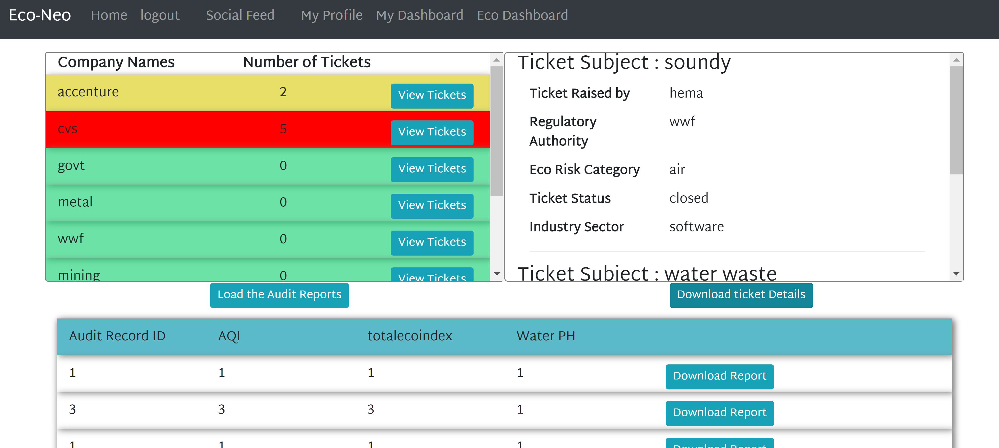 Eco-Neo Home logout Social Feed My Profile My Dashboard Eco Dashboard
Company Names Number of Tickets
accenture 2 View Tickets
cvs 5 View Tickets
govt 0 View Tickets
metal 0 View Tickets
wwf 0 View Tickets
mining 0 View Tickets
Load the Audit Reports
Ticket Subject : soundy
Ticket Raised by hema
Regulatory wwf
Authority
Eco Risk Category air
Ticket Status closed
Industry Sector software
Ticket Subject : water waste
Download ticket Details
Audit Record ID AQI totalecoindex Water PH
1 1 1 1 Download Report
3 3 3 1 Download Report
1 1 1 1 Download Report